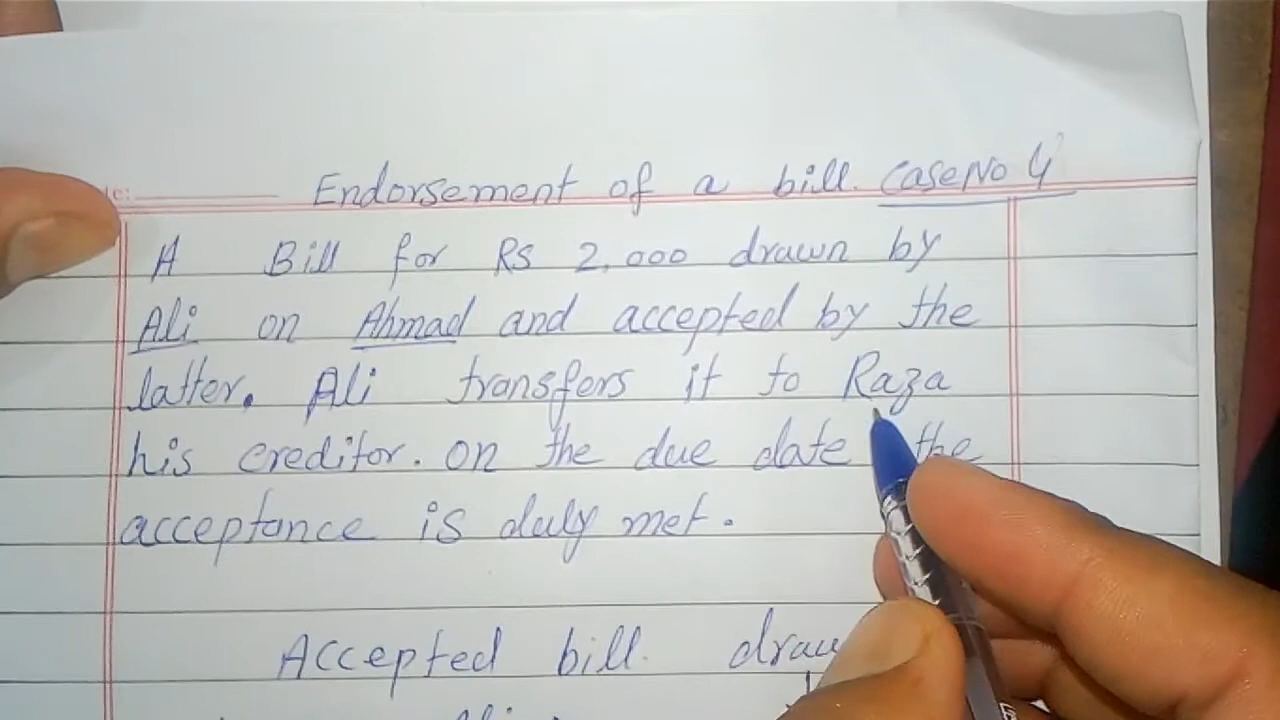 Endorsement of a bill. Case No 4
A Bill for Rs 2,000 drawn by
Ali on Ahmad and accepted by the
latter. Ali transfers it to Raza
his creditor. on the due date the
acceptance is duly met.
Accepted bill.